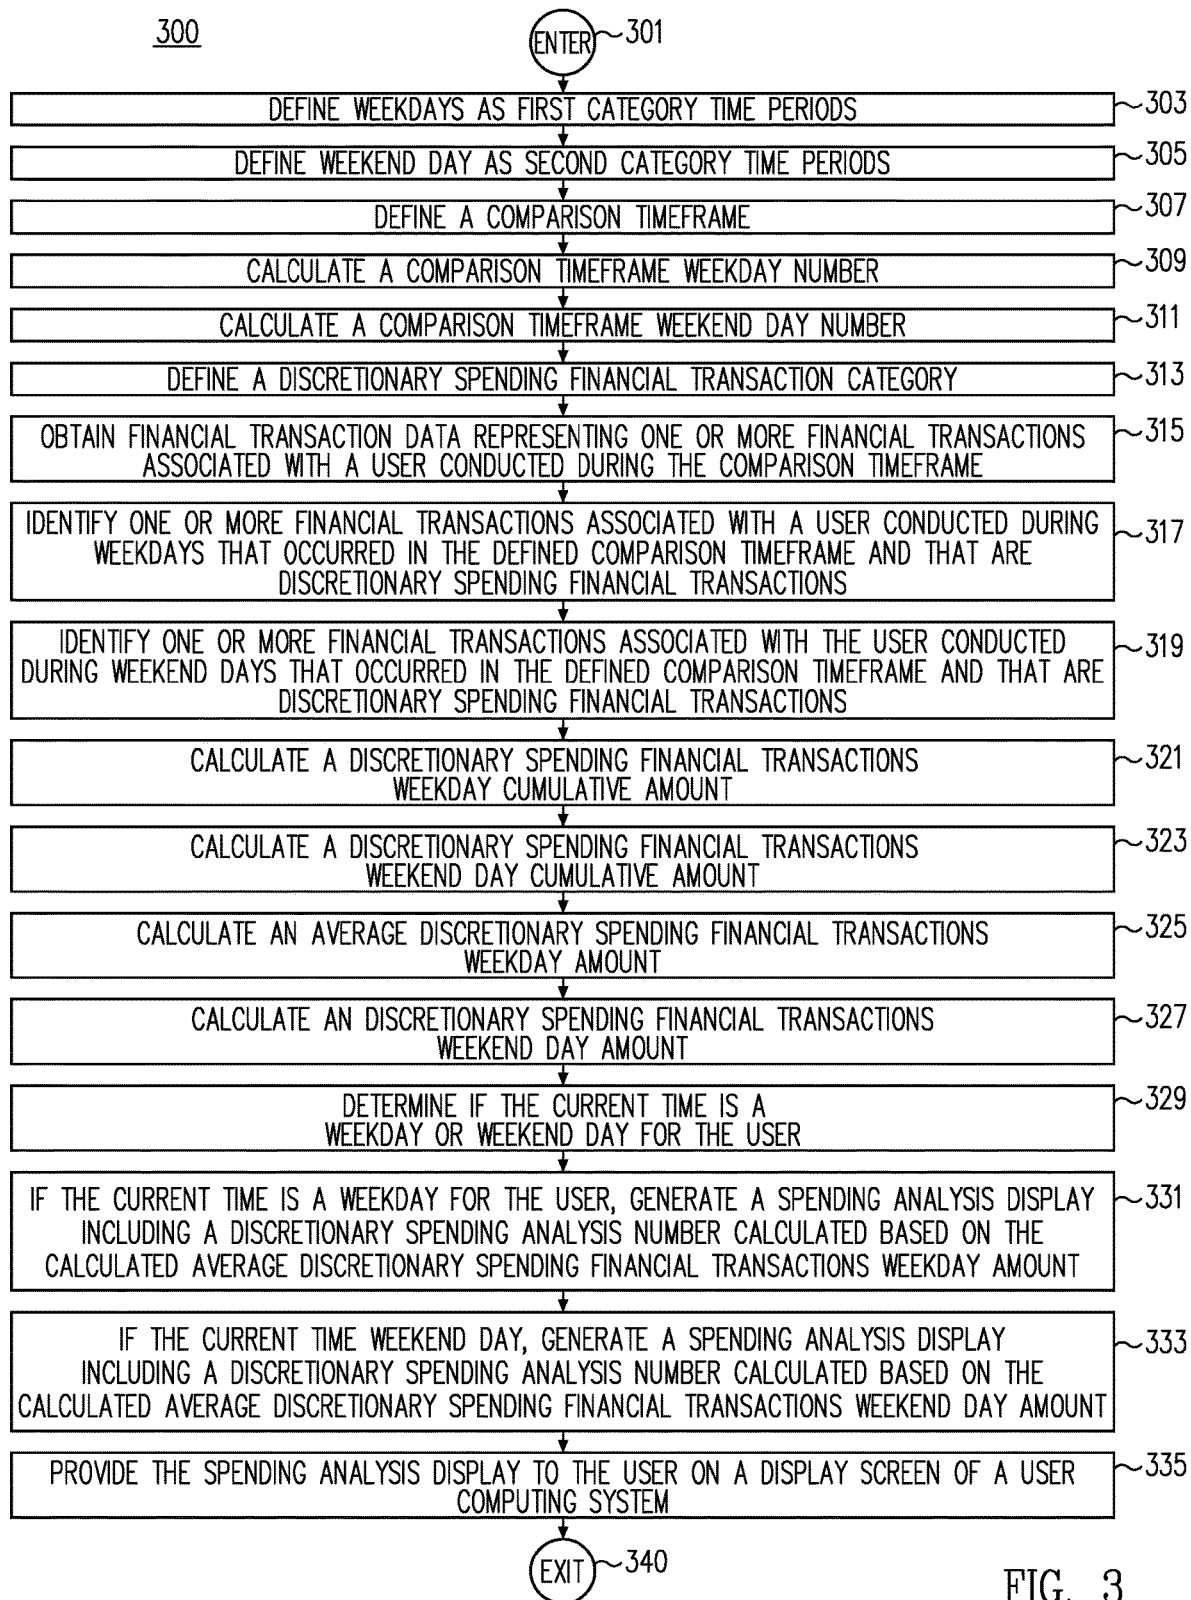 300
ENTER 301
DEFINE WEEKDAYS AS FIRST CATEGORY TIME PERIODS 303
DEFINE WEEKEND DAY AS SECOND CATEGORY TIME PERIODS 305
DEFINE A COMPARISON TIMEFRAME 307
CALCULATE A COMPARISON TIMEFRAME WEEKDAY NUMBER 309
CALCULATE A COMPARISON TIMEFRAME WEEKEND DAY NUMBER 311
DEFINE A DISCRETIONARY SPENDING FINANCIAL TRANSACTION CATEGORY 313
OBTAIN FINANCIAL TRANSACTION DATA REPRESENTING ONE OR MORE FINANCIAL TRANSACTIONS 315
ASSOCIATED WITH A USER CONDUCTED DURING THE COMPARISON TIMEFRAME
IDENTIFY ONE OR MORE FINANCIAL TRANSACTIONS ASSOCIATED WITH A USER CONDUCTED DURING 317
WEEKDAYS THAT OCCURRED IN THE DEFINED COMPARISON TIMEFRAME AND THAT ARE
DISCRETIONARY SPENDING FINANCIAL TRANSACTIONS
IDENTIFY ONE OR MORE FINANCIAL TRANSACTIONS ASSOCIATED WITH THE USER CONDUCTED 319
DURING WEEKEND DAYS THAT OCCURRED IN THE DEFINED COMPARISON TIMEFRAME AND THAT ARE
DISCRETIONARY SPENDING FINANCIAL TRANSACTIONS
CALCULATE A DISCRETIONARY SPENDING FINANCIAL TRANSACTIONS 321
WEEKDAY CUMULATIVE AMOUNT
CALCULATE A DISCRETIONARY SPENDING FINANCIAL TRANSACTIONS 323
WEEKEND DAY CUMULATIVE AMOUNT
CALCULATE AN AVERAGE DISCRETIONARY SPENDING FINANCIAL TRANSACTIONS 325
WEEKDAY AMOUNT
CALCULATE AN DISCRETIONARY SPENDING FINANCIAL TRANSACTIONS 327
WEEKEND DAY AMOUNT
DETERMINE IF THE CURRENT TIME IS A 329
WEEKDAY OR WEEKEND DAY FOR THE USER
IF THE CURRENT TIME IS A WEEKDAY FOR THE USER, GENERATE A SPENDING ANALYSIS DISPLAY 331
INCLUDING A DISCRETIONARY SPENDING ANALYSIS NUMBER CALCULATED BASED ON THE
CALCULATED AVERAGE DISCRETIONARY SPENDING FINANCIAL TRANSACTIONS WEEKDAY AMOUNT
IF THE CURRENT TIME WEEKEND DAY, GENERATE A SPENDING ANALYSIS DISPLAY 333
INCLUDING A DISCRETIONARY SPENDING ANALYSIS NUMBER CALCULATED BASED ON THE
CALCULATED AVERAGE DISCRETIONARY SPENDING FINANCIAL TRANSACTIONS WEEKEND DAY AMOUNT
PROVIDE THE SPENDING ANALYSIS DISPLAY TO THE USER ON A DISPLAY SCREEN OF A USER 335
COMPUTING SYSTEM
EXIT 340
FIG. 3